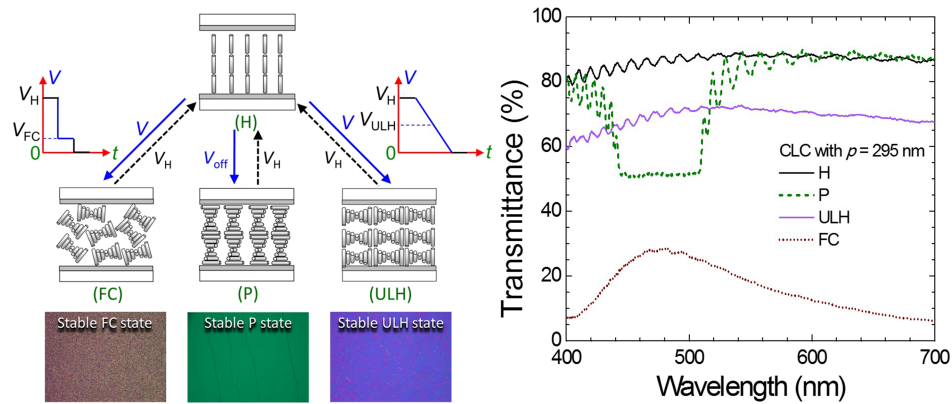 V
V_H
V_FC
0
t
(H)
V
V_H
V_off
V_H
V
V_H
V
V_H
V_ULH
0
t
(FC)
(P)
(ULH)
Stable FC state
Stable P state
Stable ULH state
100
80
60
40
20
0
Transmittance (%)
CLC with p = 295 nm
H
P
ULH
FC
400
500
600
700
Wavelength (nm)